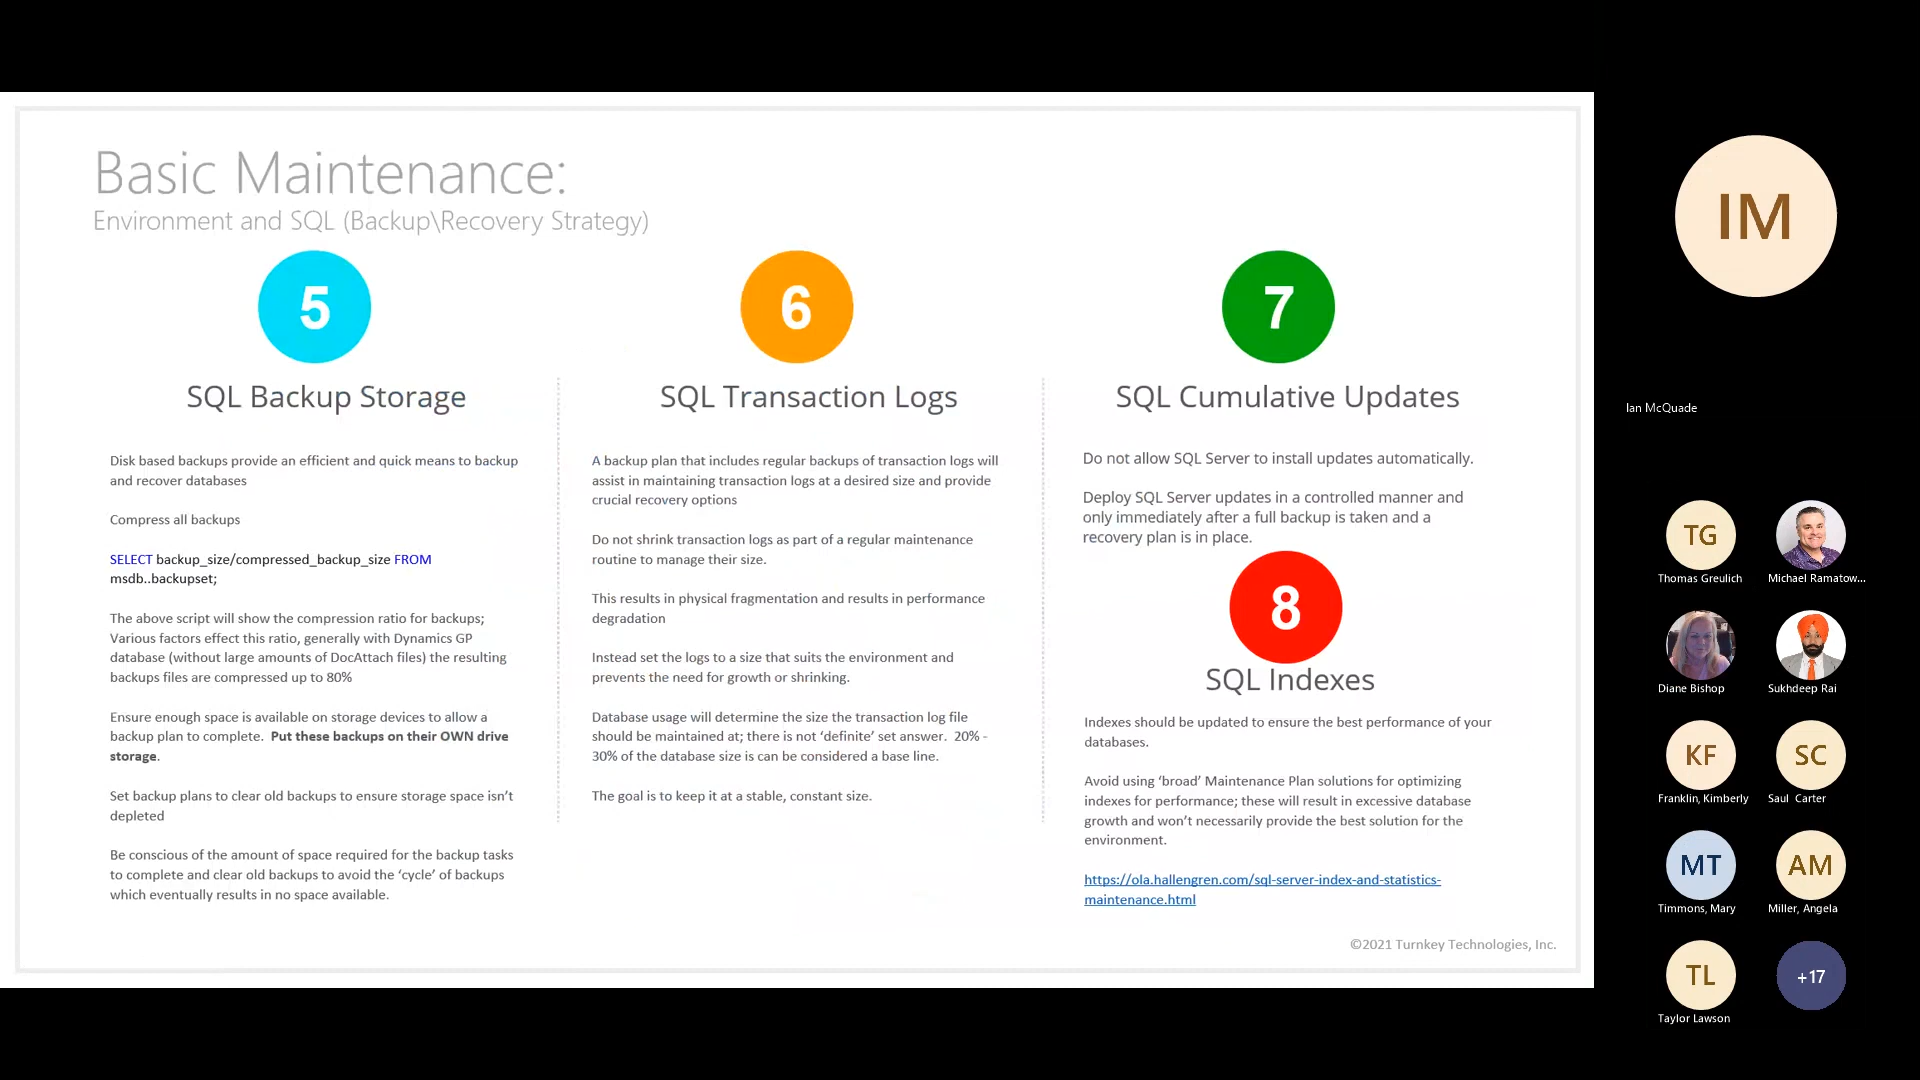 Basic Maintenance:
Environment and SQL (Backup\Recovery Strategy)
5
SQL Backup Storage
Disk based backups provide an efficient and quick means to backup
and recover databases
Compress all backups
SELECT backup_size/compressed_backup_size FROM
msdb..backupset;
The above script will show the compression ratio for backups;
Various factors effect this ratio, generally with Dynamics GP
database (without large amounts of DocAttach files) the resulting
backups files are compressed up to 80%
Ensure enough space is available on storage devices to allow a
backup plan to complete.  Put these backups on their OWN drive
storage.
Set backup plans to clear old backups to ensure storage space isn't
depleted
Be conscious of the amount of space required for the backup tasks
to complete and clear old backups to avoid the 'cycle' of backups
which eventually results in no space available.
6
SQL Transaction Logs
A backup plan that includes regular backups of transaction logs will
assist in maintaining transaction logs at a desired size and provide
crucial recovery options
Do not shrink transaction logs as part of a regular maintenance
routine to manage their size.
This results in physical fragmentation and results in performance
degradation
Instead set the logs to a size that suits the environment and
prevents the need for growth or shrinking.
Database usage will determine the size the transaction log file
should be maintained at; there is not 'definite' set answer.  20% -
30% of the database size is can be considered a base line.
The goal is to keep it at a stable, constant size.
7
SQL Cumulative Updates
Do not allow SQL Server to install updates automatically.
Deploy SQL Server updates in a controlled manner and
only immediately after a full backup is taken and a
recovery plan is in place.
8
SQL Indexes
Indexes should be updated to ensure the best performance of your
databases.
Avoid using 'broad' Maintenance Plan solutions for optimizing
indexes for performance; these will result in excessive database
growth and won't necessarily provide the best solution for the
environment.
https://ola.hallengren.com/sql-server-index-and-statistics-
maintenance.html
©2021 Turnkey Technologies, Inc.
IM
Ian McQuade
TG
Thomas Greulich
Michael Ramatow...
Diane Bishop
Sukhdeep Rai
KF
Franklin, Kimberly
SC
Saul  Carter
MT
Timmons, Mary
AM
Miller, Angela
TL
Taylor Lawson
+17